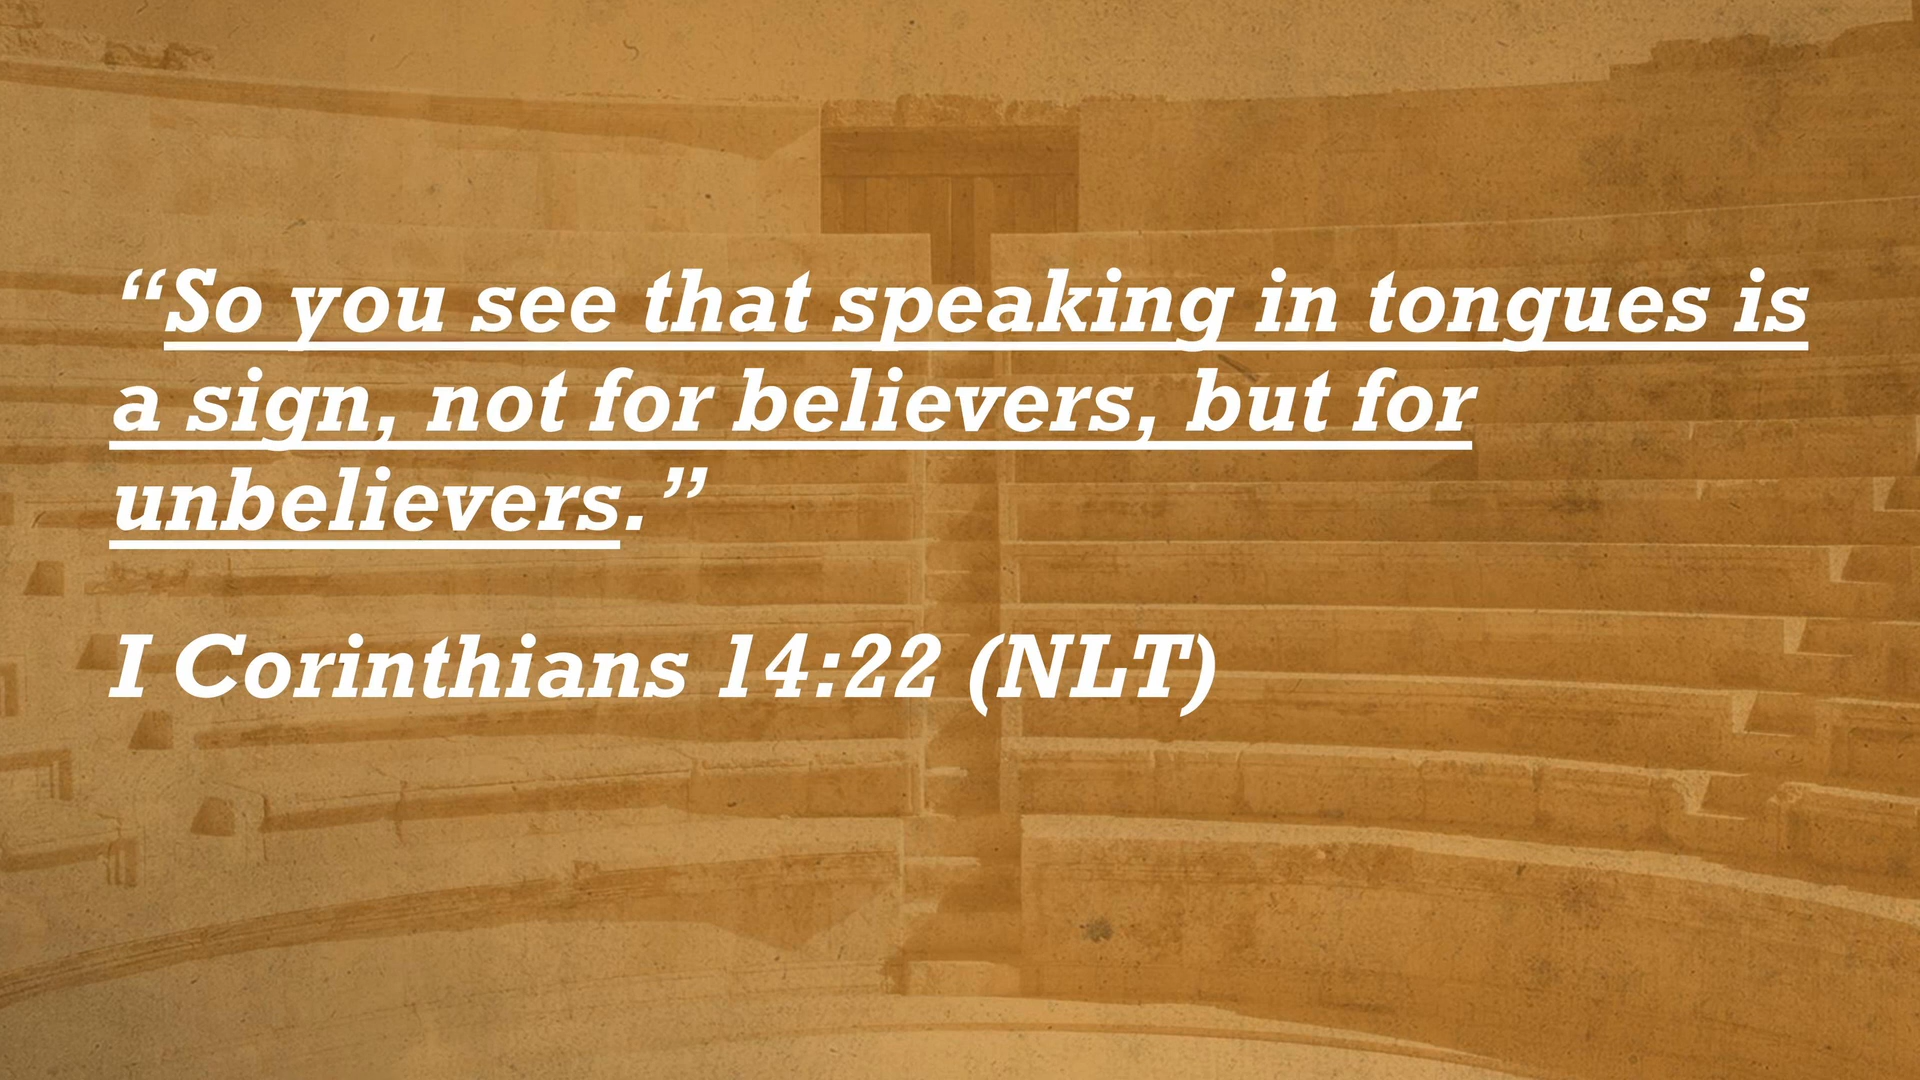 “So you see that speaking in tongues is
a sign, not for believers, but for
unbelievers.”
I Corinthians 14:22 (NLT)